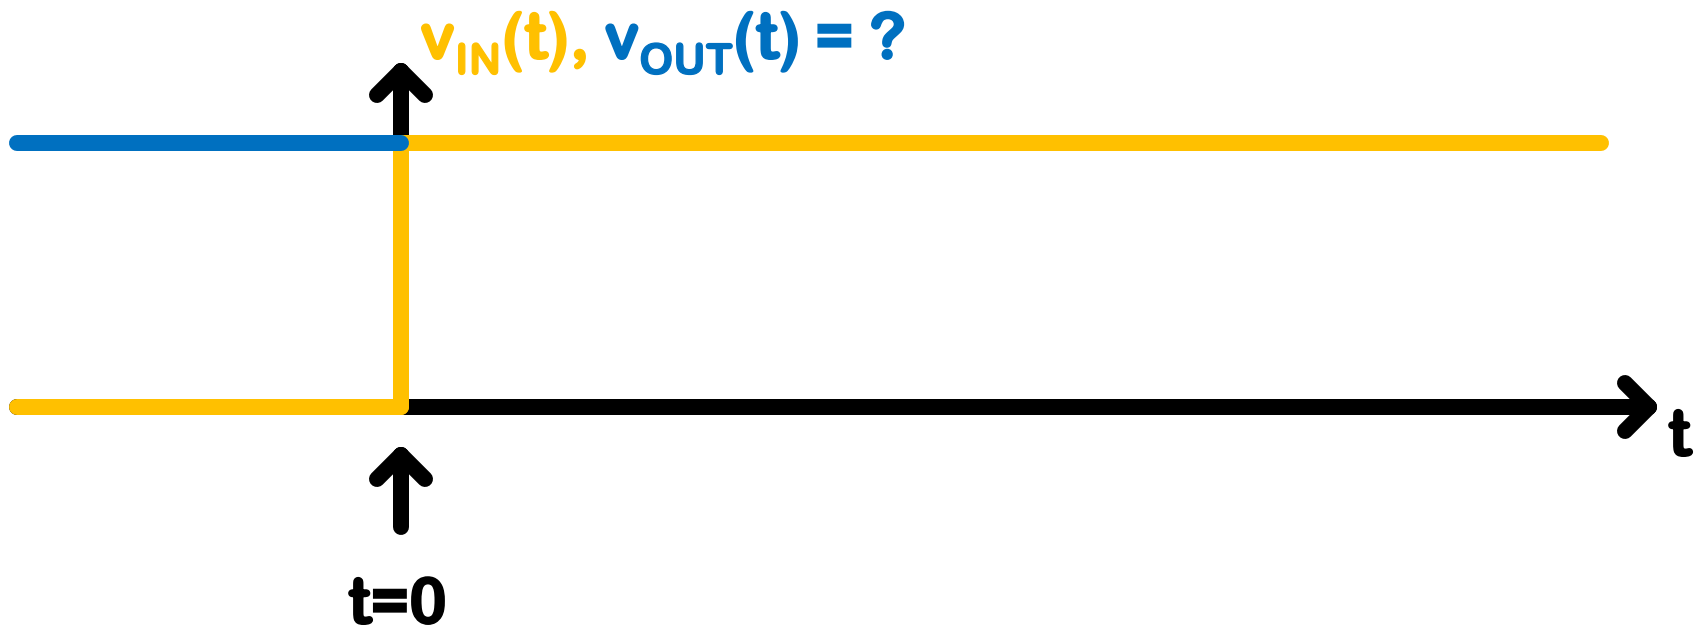 vIN(t), vOUT(t) = ?
t
t=0